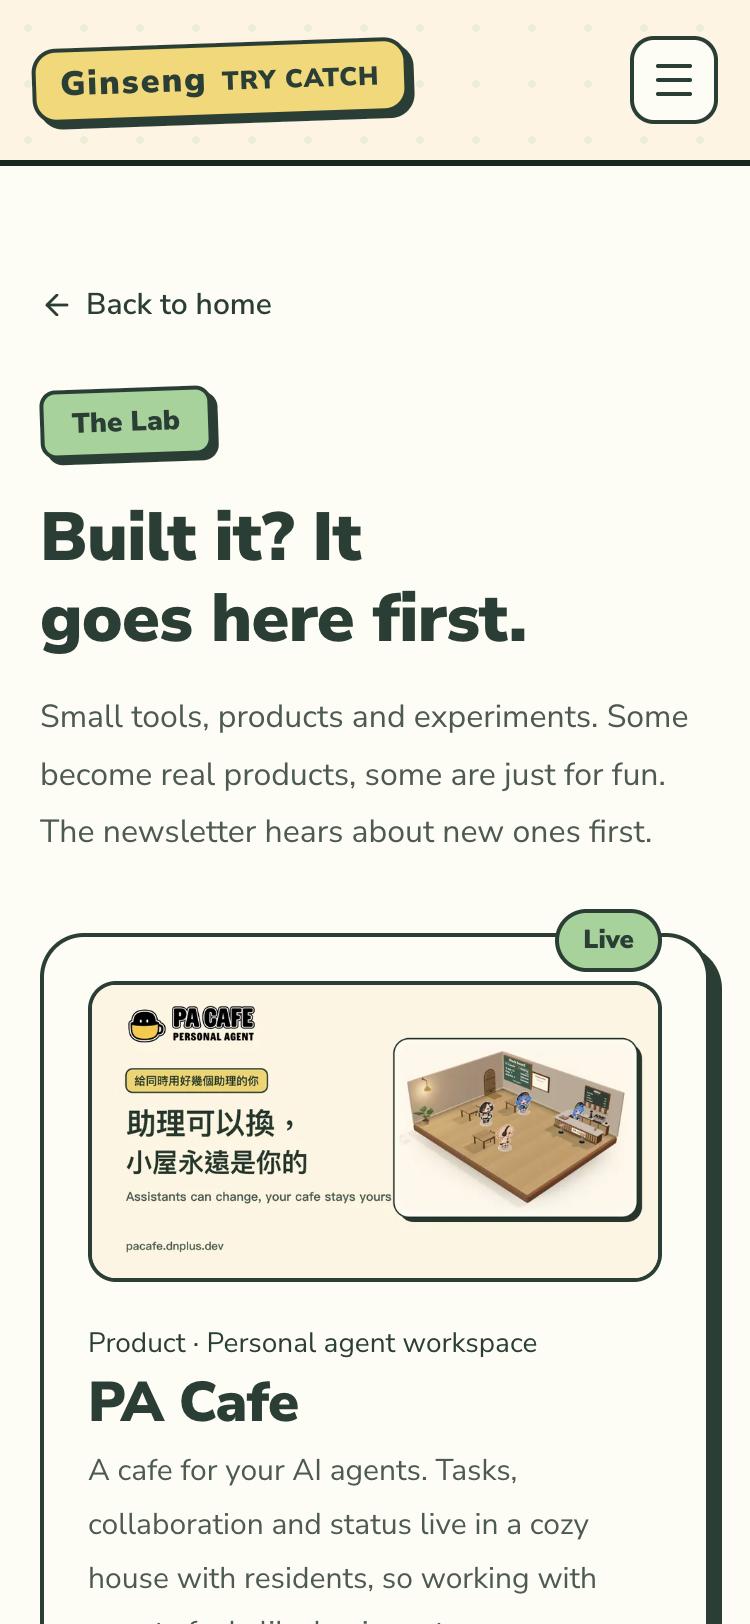 Ginseng TRY CATCH
← Back to home
The Lab
Built it? It
goes here first.
Small tools, products and experiments. Some
become real products, some are just for fun.
The newsletter hears about new ones first.
Live
PA CAFE
PERSONAL AGENT
給同時用好幾個助理的你
助理可以換，
小屋永遠是你的
Assistants can change, your cafe stays yours
pacafe.dnplus.dev
Product · Personal agent workspace
PA Cafe
A cafe for your AI agents. Tasks,
collaboration and status live in a cozy
house with residents, so working with